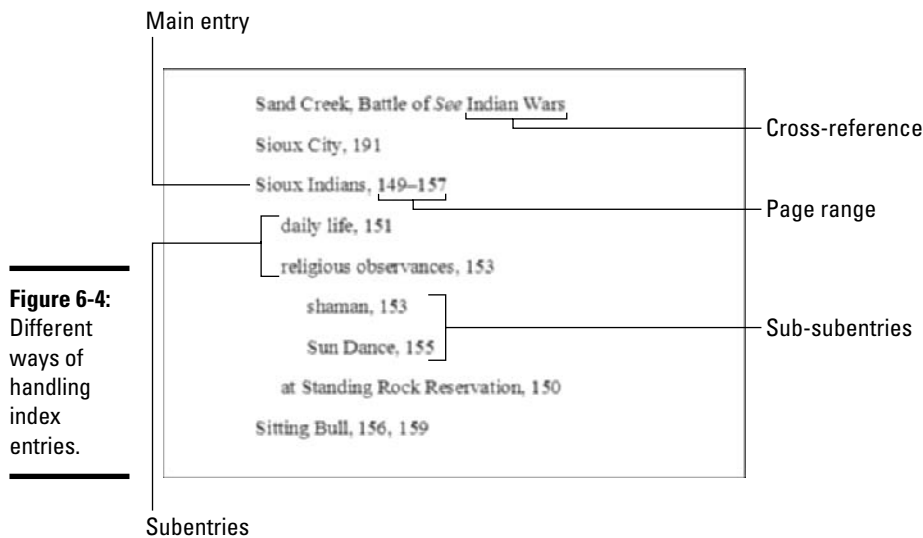 Main entry
Sand Creek, Battle of See Indian Wars
Cross-reference
Sioux City, 191
Sioux Indians, 149–157
Page range
daily life, 151
religious observances, 153
shaman, 153
Sub-subentries
Sun Dance, 155
at Standing Rock Reservation, 150
Sitting Bull, 156, 159
Subentries
Figure 6-4:
Different
ways of
handling
index
entries.